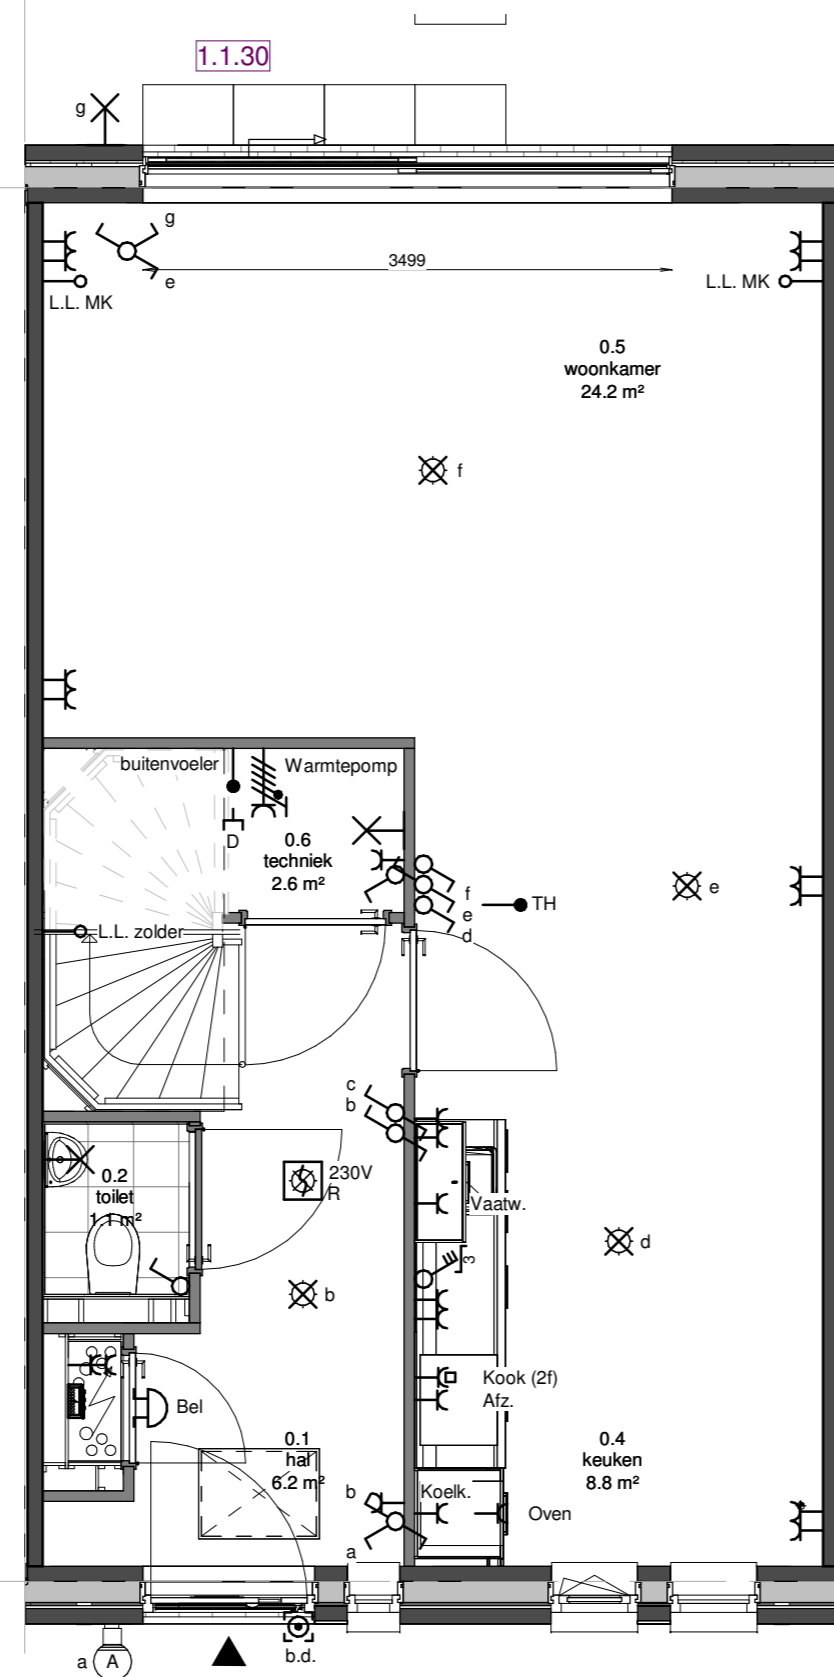 1.1.30
g
g
e
3499
L.L. MK
L.L. MK
0.5
woonkamer
24.2 m²
f
buitenvoeler
Warmtepomp
D
0.6
techniek
2.6 m²
f
e
d
TH
e
L.L. zolder
c
b
0.2
toilet
1.1 m²
230V
R
Vaatw.
d
3
b
Kook (2f)
Afz.
Bel
0.1
hal
6.2 m²
0.4
keuken
8.8 m²
b
Koelk.
Oven
a
a
A
b.d.